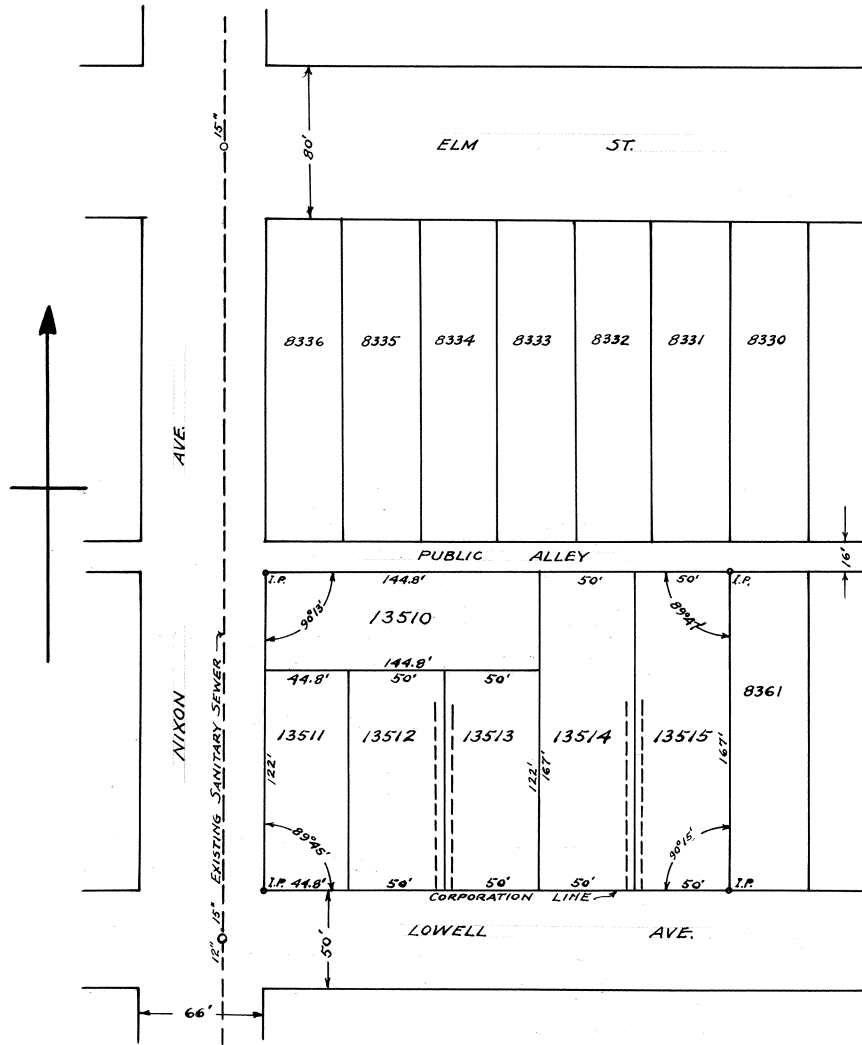 15"
80'
ELM ST.
8336 8335 8334 8333 8332 8331 8330
AVE.
PUBLIC ALLEY
16'
I.P. 144.8' 50' 50' I.P.
90°13'
89°47'
13510
144.8'
44.8' 50' 50'
8361
NIXON
EXISTING SANITARY SEWER
13511 13512 13513 13514 13515
122'
122'
167'
167'
89°45'
90°15'
I.P. 44.8' 50' 50' 50' 50' I.P.
CORPORATION LINE
15"
12"
50'
LOWELL AVE.
66'